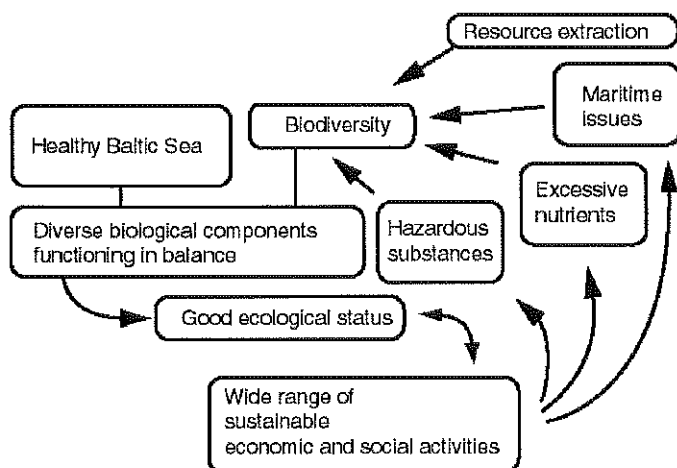 Resource extraction
Maritime
issues
Biodiversity
Healthy Baltic Sea
Excessive
nutrients
Diverse biological components
functioning in balance
Hazardous
substances
Good ecological status
Wide range of
sustainable
economic and social activities